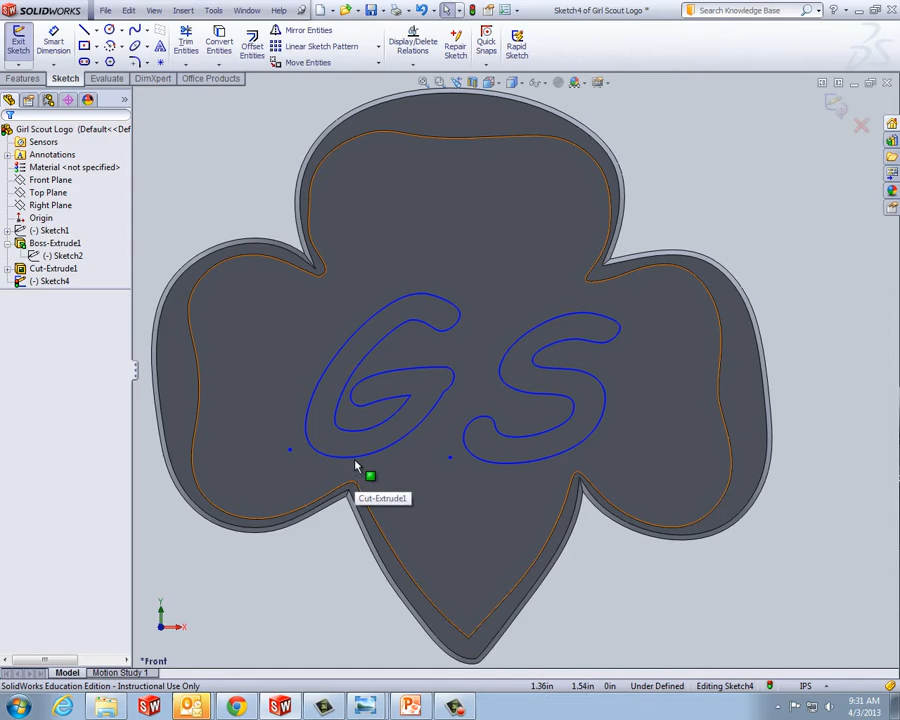 SOLIDWORKS File Edit View Insert Tools Window Help Sketch4 of Girl Scout Logo * Search Knowledge Base
Exit Sketch Smart Dimension Trim Entities Convert Entities Offset Entities Mirror Entities Linear Sketch Pattern Move Entities Display/Delete Relations Repair Sketch Quick Snaps Rapid Sketch
Features Sketch Evaluate DimXpert Office Products
Girl Scout Logo (Default<<Def
Sensors
Annotations
Material <not specified>
Front Plane
Top Plane
Right Plane
Origin
(-) Sketch1
Boss-Extrude1
(-) Sketch2
Cut-Extrude1
(-) Sketch4
GS
Cut-Extrude1
Y
X
*Front
Model Motion Study 1
SolidWorks Education Edition - Instructional Use Only 1.36in 1.54in 0in Under Defined Editing Sketch4 IPS
9:31 AM
4/3/2013